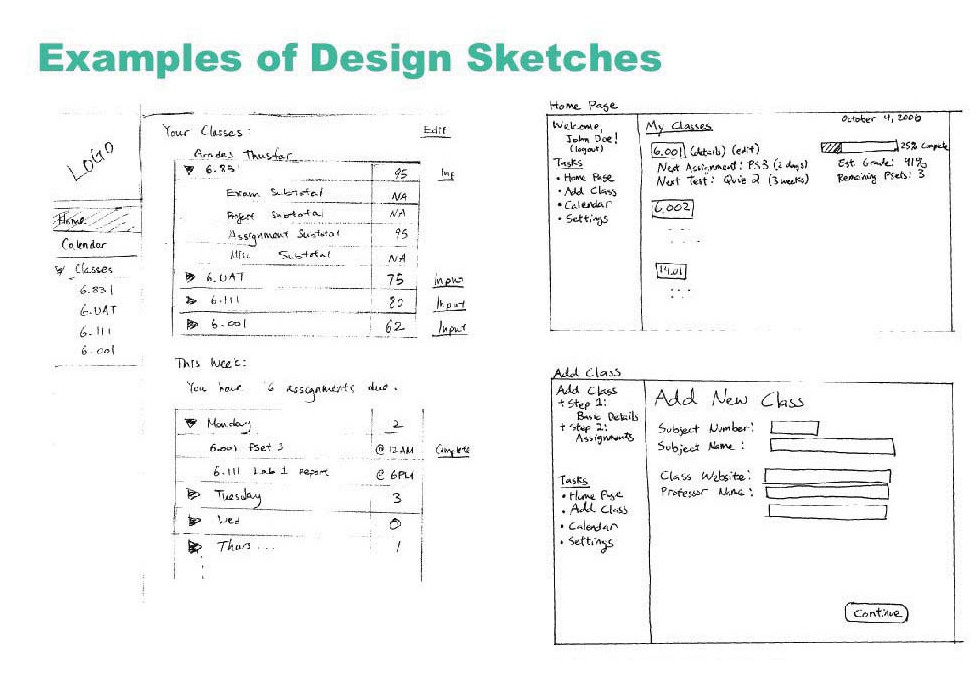 Examples of Design Sketches
LOGO
Home
Calendar
Classes
6.831
6.UAT
6.111
6.001
Your Classes:
Edit
Grades Thusfar
6.83 95
Exam Subtotal NA
Project Subtotal NA
Assignment Subtotal 95
Misc Subtotal NA
6.UAT 75 Input
6.111 80 Input
6.001 62 Input
This Week:
You have 6 assignments due.
Monday 2
6.001 Pset 3 @ 12AM Complete
6.111 Lab 1 report @ 6PM
Tuesday 3
Wed 0
Thurs... 1
Home Page
Welcome,
John Doe!
(logout)
Tasks
• Home Page
• Add Class
• Calendar
• Settings
October 4, 2006
My Classes
6.001 (details) (edit)
25% Complete
Next Assignment: PS3 (2 days)
Est Grade: 91%
Next Test: Quiz 2 (3 weeks)
Remaining Psets: 3
6.002
14.01
Add Class
Add Class
+ Step 1:
Basic Details
+ Step 2:
Assignments
Tasks
• Home Page
• Add Class
• Calendar
• Settings
Add New Class
Subject Number:
Subject Name:
Class Website:
Professor Name:
Continue